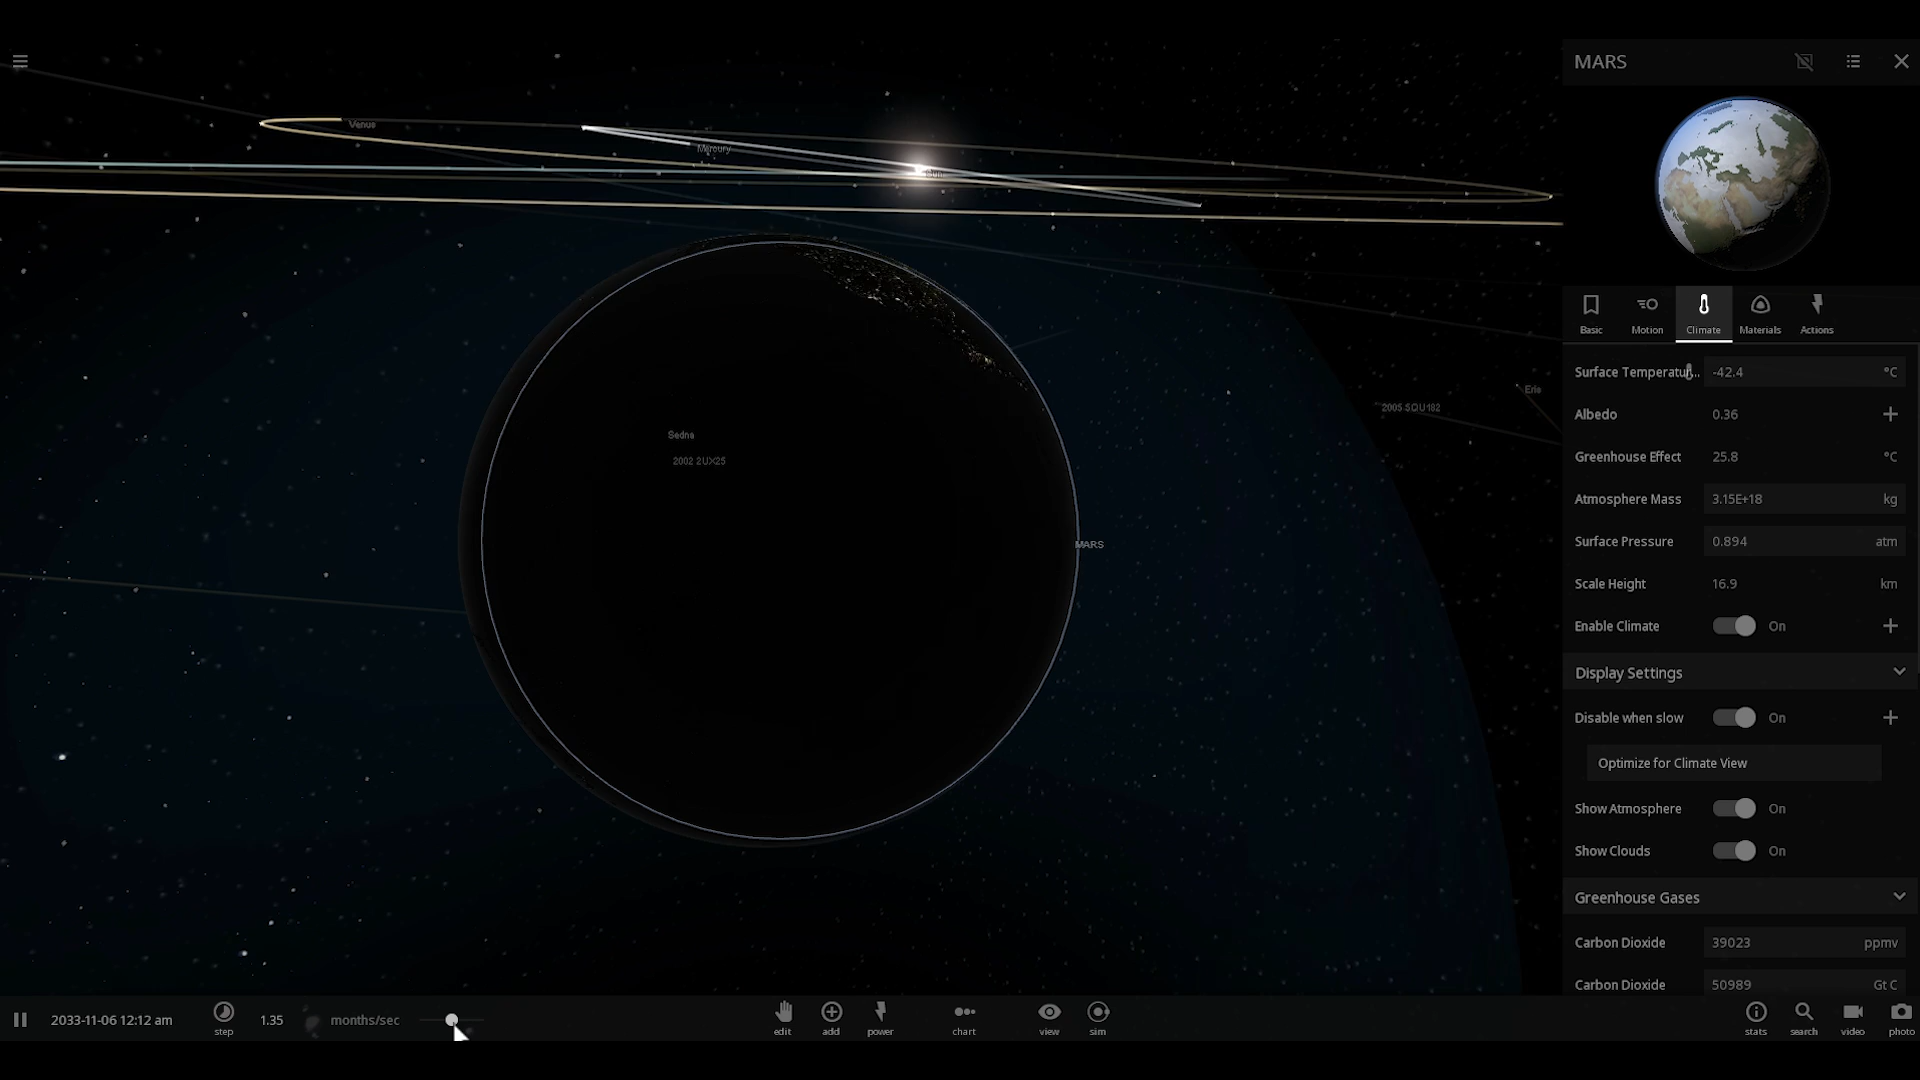 MARS
Venus
Mercury
Sun
Basic
Motion
Climate
Materials
Actions
Surface Temperatur... -42.4 °C
Albedo 0.36
Greenhouse Effect 25.8 °C
Atmosphere Mass 3.15E+18 kg
Surface Pressure 0.894 atm
Scale Height 16.9 km
Enable Climate On
Display Settings
Disable when slow On
Optimize for Climate View
Show Atmosphere On
Show Clouds On
Greenhouse Gases
Carbon Dioxide 39023 ppmv
Carbon Dioxide 50989 Gt C
Eris
Sedna
2002 2UX25
MARS
2033-11-06 12:12 am
step
1.35 months/sec
edit
add
power
chart
view
sim
stats
search
video
photo